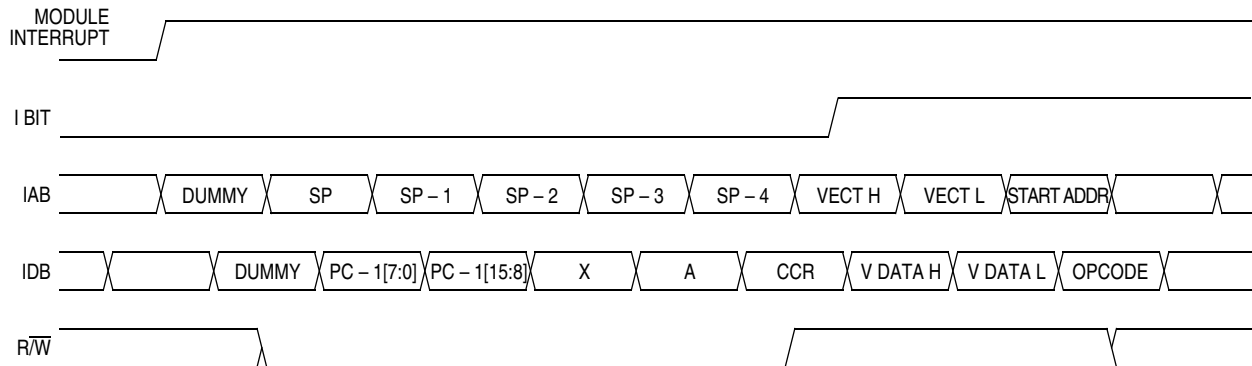 MODULE
INTERRUPT
I BIT
IAB DUMMY SP SP – 1 SP – 2 SP – 3 SP – 4 VECT H VECT L START ADDR
IDB DUMMY PC – 1[7:0] PC – 1[15:8] X A CCR V DATA H V DATA L OPCODE
R/W̅